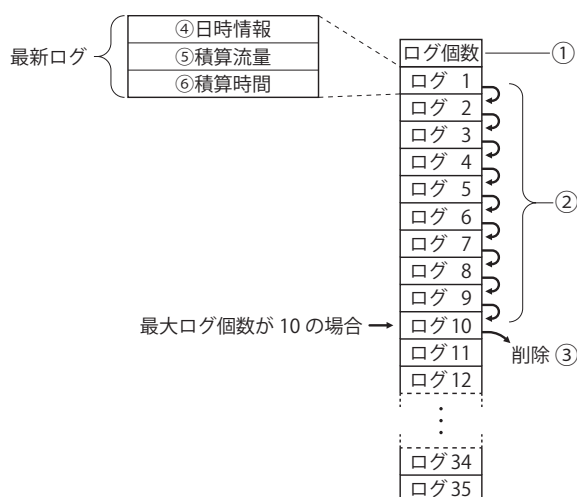 ④日時情報
⑤積算流量
⑥積算時間
最新ログ
ログ個数
①
ログ 1
ログ 2
ログ 3
ログ 4
ログ 5
ログ 6
ログ 7
ログ 8
ログ 9
②
最大ログ個数が 10 の場合
ログ10
ログ11
削除 ③
ログ12
ログ34
ログ35